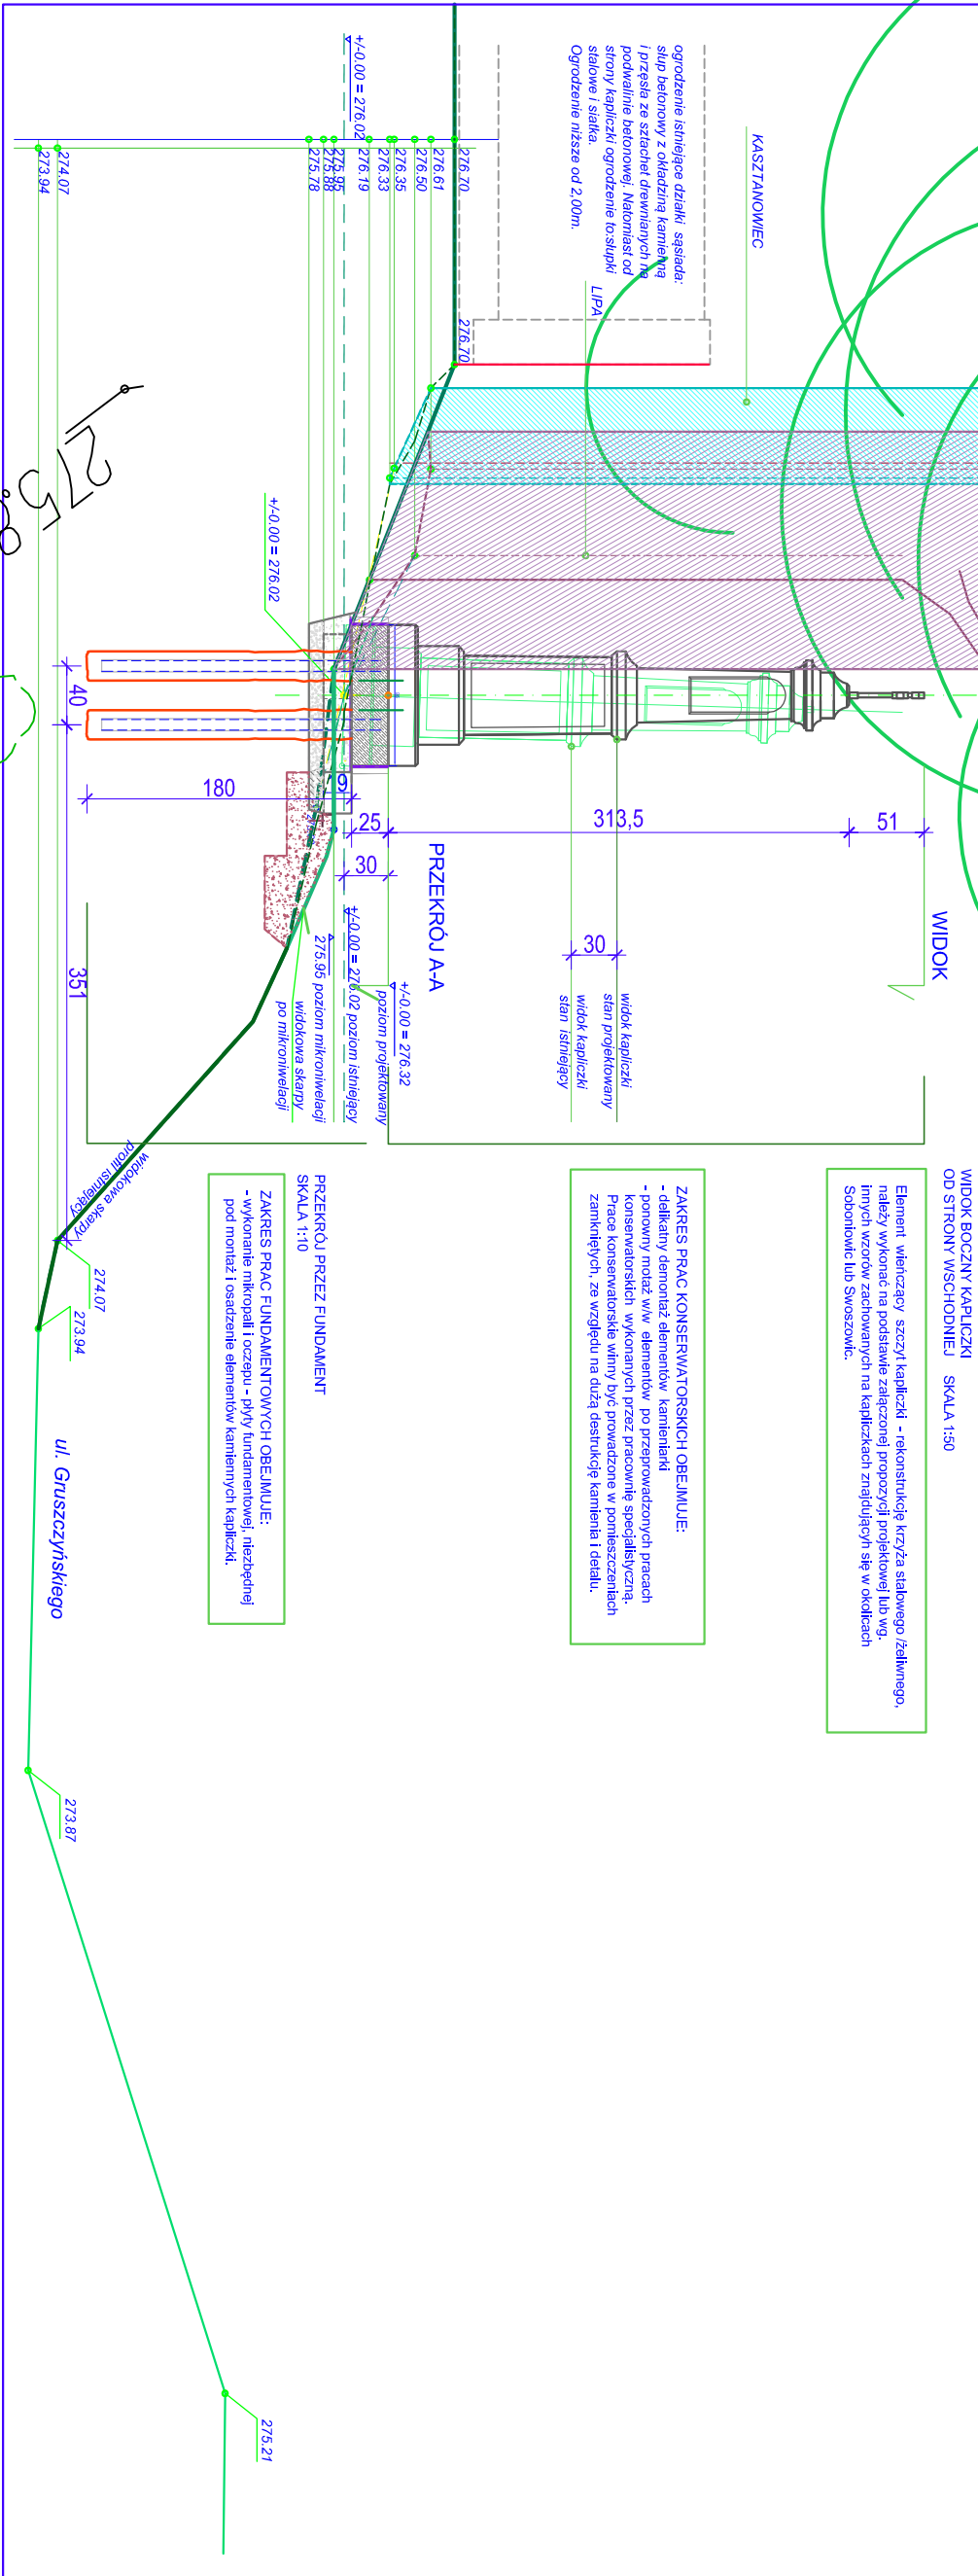 WIDOK BOCZNY KAPLICZKI
OD STRONY WSCHODNIEJ SKALA 1:50
WIDOK
Element wieńczący szczyt kapliczki - rekonstrukcję krzyża stalowego /żeliwnego,
należy wykonać na podstawie załączonej propozycji projektowej lub wg.
innych wzorów zachowanych na kapliczkach znajdującyh się w okolicach
Soboniowic lub Swoszowic.
KASZTANOWIEC
ogrodzenie istniejące działki sąsiada:
słup betonowy z okładziną kamienną
i przęsła ze sztachet drewnianych na
podwalinie betonowej. Natomiast od
strony kapliczki ogrodzenie to:słupki
stalowe i siatka.
Ogrodzenie niższe od 2,00m.
LIPA
51
313,5
30
25
30
9
180
40
351
widok kapliczki
stan projektowany
widok kapliczki
stan istniejący
ZAKRES PRAC KONSERWATORSKICH OBEJMUJE:
- delikatny demontaż elementów kamieniarki
- ponowny motaż w/w elementów po przeprowadzonych pracach
konserwatorskich wykonanych przez pracownię specjalistyczną.
Prace konserwatorskie winny być prowadzone w pomieszczeniach
zamkniętych, ze względu na dużą destrukcję kamienia i detalu.
PRZEKRÓJ A-A
+/-0.00 = 276.32
poziom projektowany
+/-0.00 = 276.02 poziom istniejący
275.95 poziom mikroniwelacji
widokowa skarpy
po mikroniwelacji
PRZEKRÓJ PRZEZ FUNDAMENT
SKALA 1:10
ZAKRES PRAC FUNDAMENTOWYCH OBEJMUJE:
- wykonanie mikropali i oczepu - płyty fundamentowej, niezbędnej
pod montaż i osadzenie elementów kamiennych kapliczki.
276.70
276.70
276.61
276.50
276.35
276.33
276.19
+/-0.00 = 276.02
275.95
275.88
275.78
274.07
273.94
+/-0.00 = 276.02
widokowa skarpy
profil istniejący
274.07
273.94
ul. Gruszczyńskiego
273.87
275.21